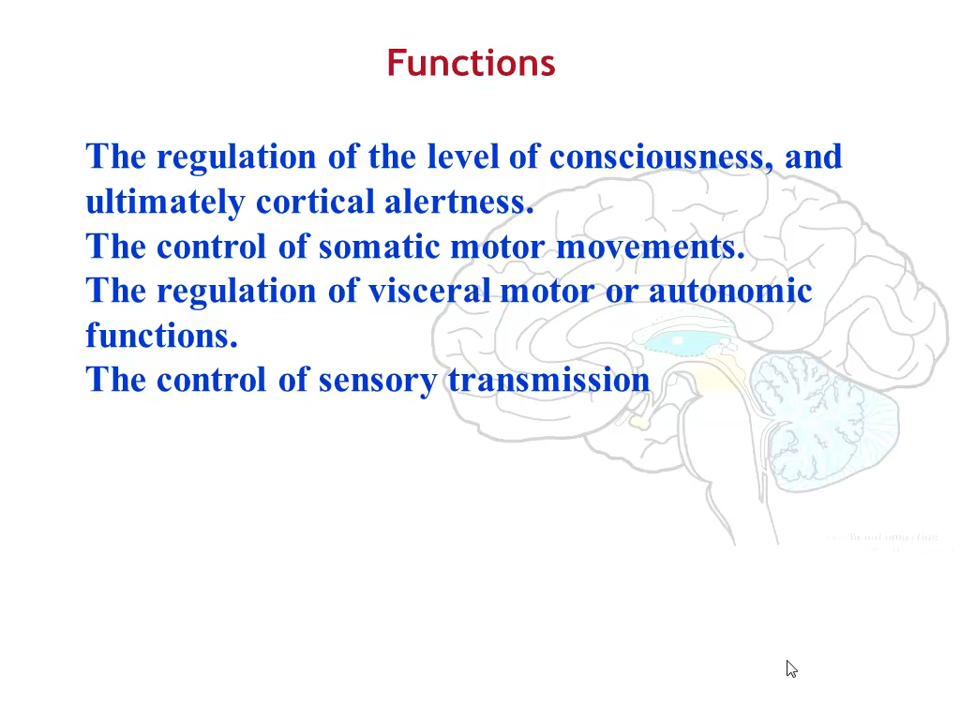 Functions
The regulation of the level of consciousness, and
ultimately cortical alertness.
The control of somatic motor movements.
The regulation of visceral motor or autonomic
functions.
The control of sensory transmission